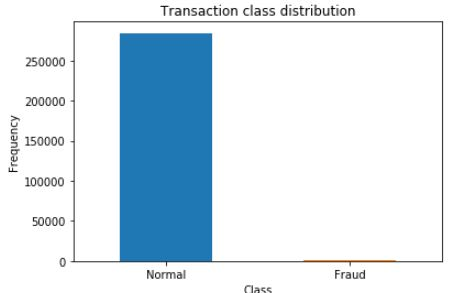 Transaction class distribution
Frequency
250000
200000
150000
100000
50000
0
Normal Fraud
Class